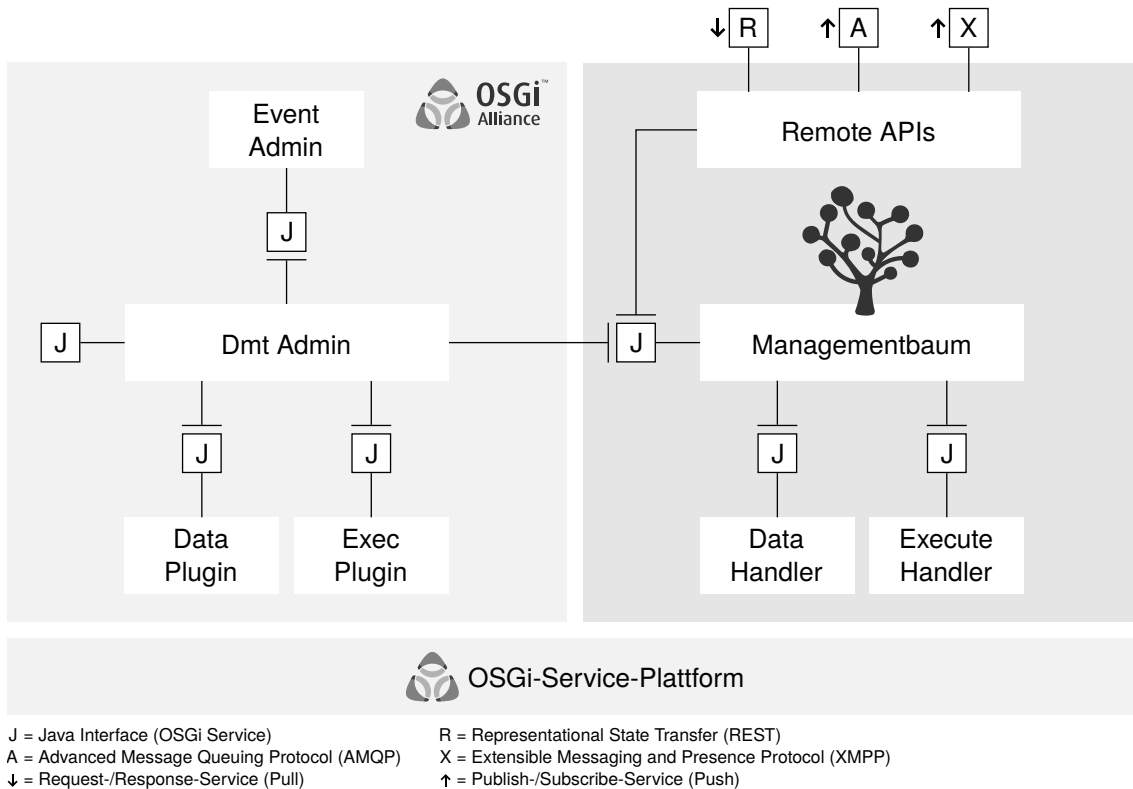 ↓ R
↑ A
↑ X
OSGi™
Alliance
Event
Admin
Remote APIs
J
J
Dmt Admin
J
Managementbaum
J
J
J
J
Data
Plugin
Exec
Plugin
Data
Handler
Execute
Handler
OSGi-Service-Plattform
J = Java Interface (OSGi Service)
R = Representational State Transfer (REST)
A = Advanced Message Queuing Protocol (AMQP)
X = Extensible Messaging and Presence Protocol (XMPP)
↓ = Request-/Response-Service (Pull)
↑ = Publish-/Subscribe-Service (Push)